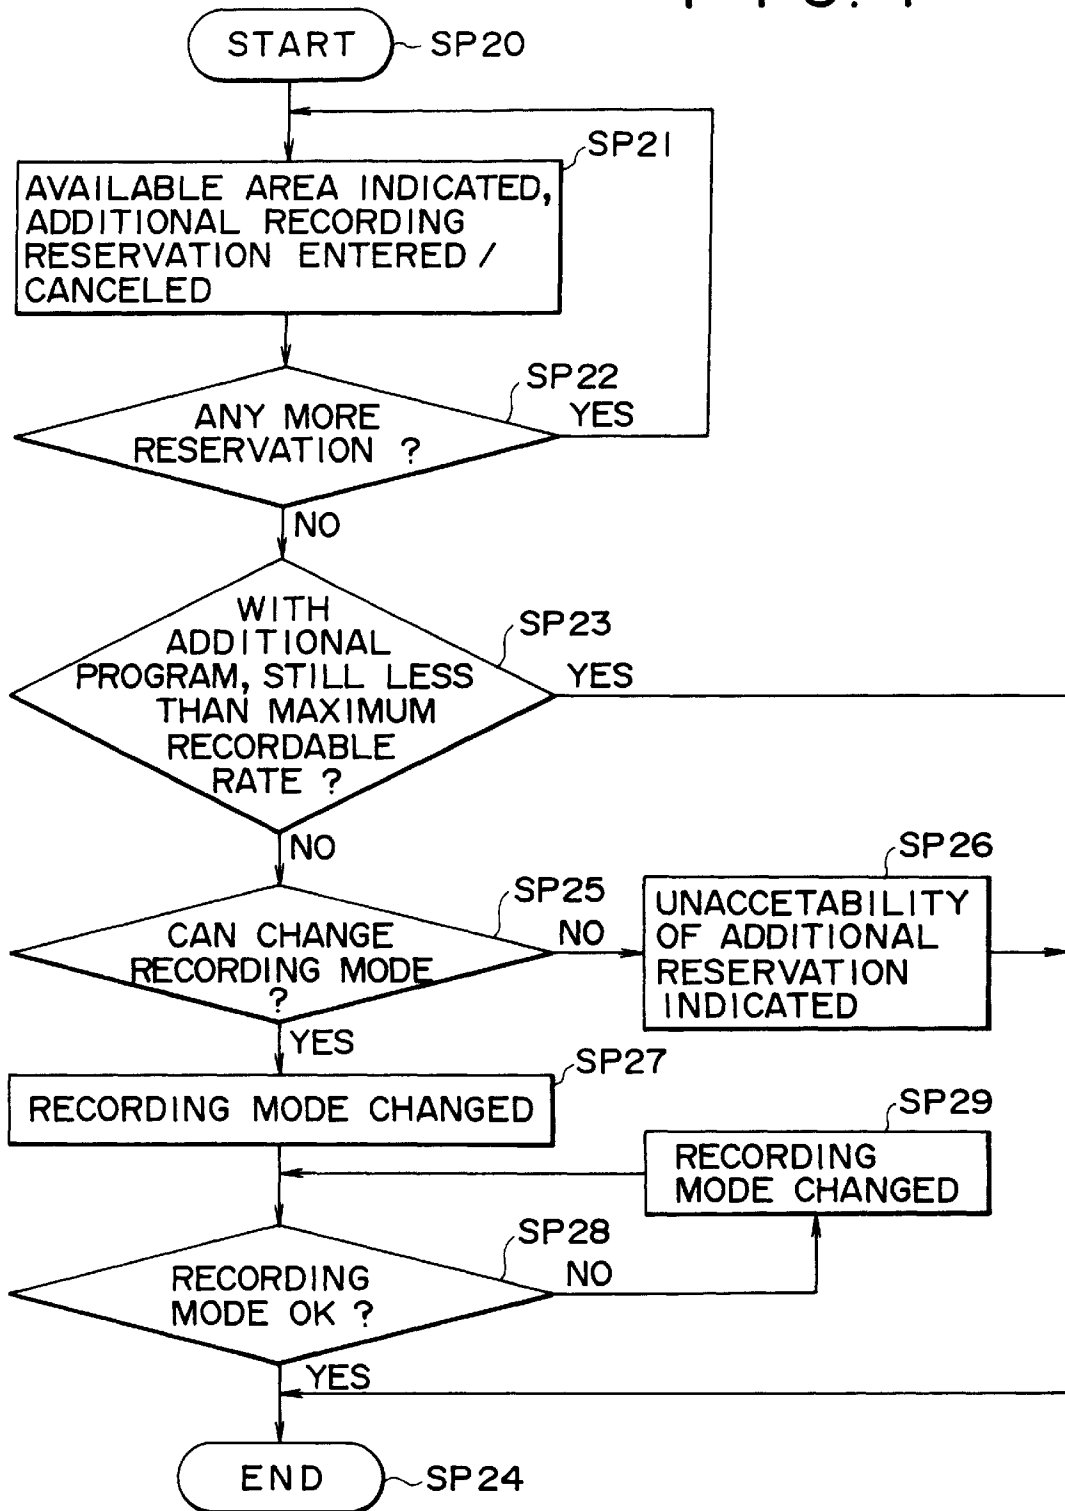 START
SP20
SP21
AVAILABLE AREA INDICATED,
ADDITIONAL RECORDING
RESERVATION ENTERED /
CANCELED
SP22
ANY MORE
RESERVATION ?
YES
NO
WITH
ADDITIONAL
PROGRAM, STILL LESS
THAN MAXIMUM
RECORDABLE
RATE ?
SP23
YES
NO
SP25
CAN CHANGE
RECORDING MODE
?
NO
SP26
UNACCETABILITY
OF ADDITIONAL
RESERVATION
INDICATED
YES
SP27
RECORDING MODE CHANGED
SP29
RECORDING
MODE CHANGED
SP28
RECORDING
MODE OK ?
NO
YES
END
SP24